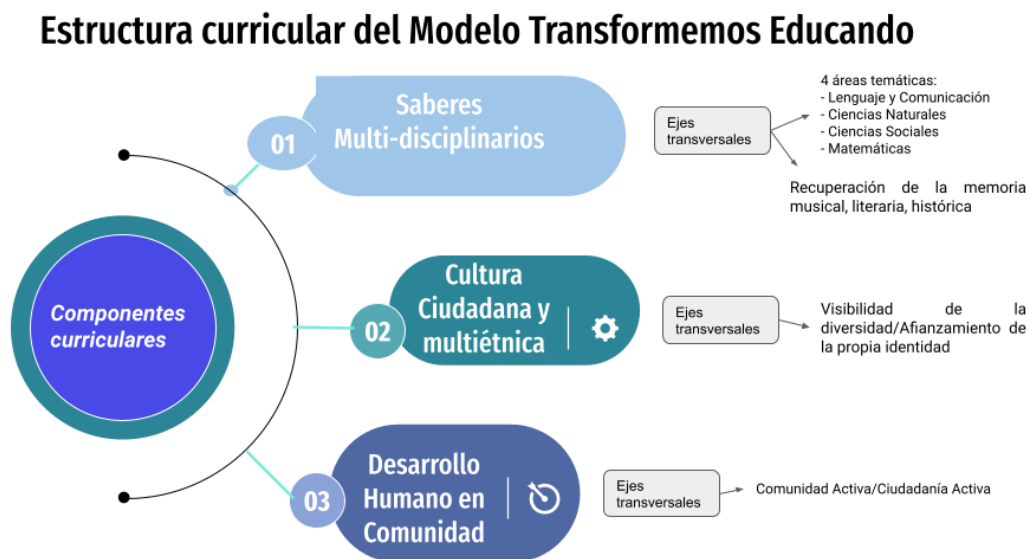 Estructura curricular del Modelo Transformemos Educando
01
Saberes
Multi-disciplinarios
Ejes
transversales
4 áreas temáticas:
- Lenguaje y Comunicación
- Ciencias Naturales
- Ciencias Sociales
- Matemáticas
Recuperación de la memoria
musical, literaria, histórica
Componentes
curriculares
02
Cultura
Ciudadana y
multiétnica
Ejes
transversales
Visibilidad de la
diversidad/Afianzamiento de
la propia identidad
03
Desarrollo
Humano en
Comunidad
Ejes
transversales
Comunidad Activa/Ciudadanía Activa